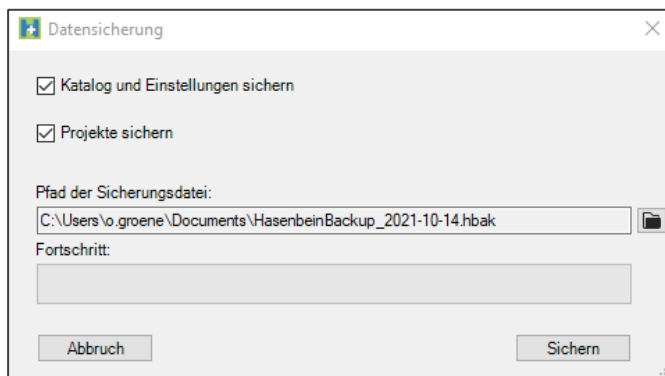 Datensicherung
Katalog und Einstellungen sichern
Projekte sichern
Pfad der Sicherungsdatei:
C:\Users\o.groene\Documents\HasenbeinBackup_2021-10-14.hbak
Fortschritt:
Abbruch
Sichern